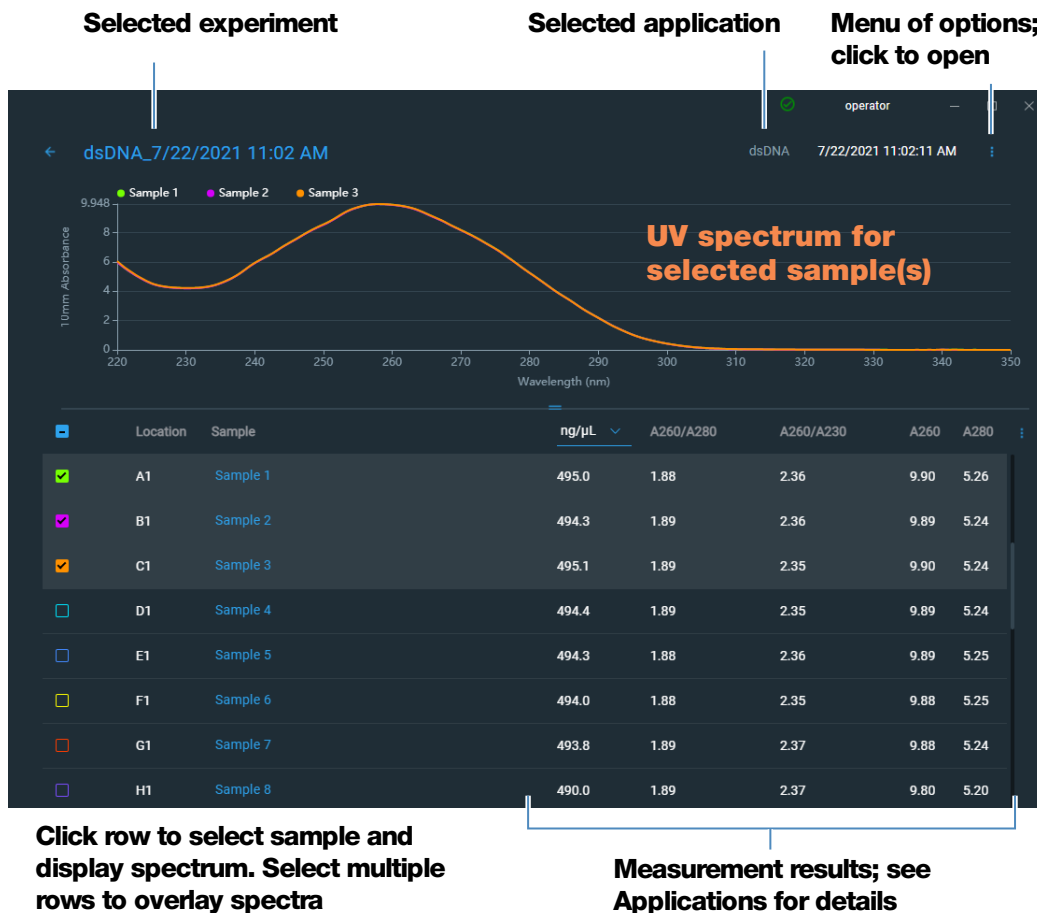 Selected experiment
Selected application
Menu of options;
click to open
operator
dsDNA_7/22/2021 11:02 AM
dsDNA 7/22/2021 11:02:11 AM
Sample 1 Sample 2 Sample 3
9.948
8
6
4
2
0
10mm Absorbance
UV spectrum for
selected sample(s)
220 230 240 250 260 270 280 290 300 310 320 330 340 350
Wavelength (nm)
Location Sample ng/µL A260/A280 A260/A230 A260 A280
A1 Sample 1 495.0 1.88 2.36 9.90 5.26
B1 Sample 2 494.3 1.89 2.36 9.89 5.24
C1 Sample 3 495.1 1.89 2.35 9.90 5.24
D1 Sample 4 494.4 1.89 2.35 9.89 5.24
E1 Sample 5 494.3 1.88 2.36 9.89 5.25
F1 Sample 6 494.0 1.88 2.35 9.88 5.25
G1 Sample 7 493.8 1.89 2.37 9.88 5.24
H1 Sample 8 490.0 1.89 2.37 9.80 5.20
Click row to select sample and
display spectrum. Select multiple
rows to overlay spectra
Measurement results; see
Applications for details